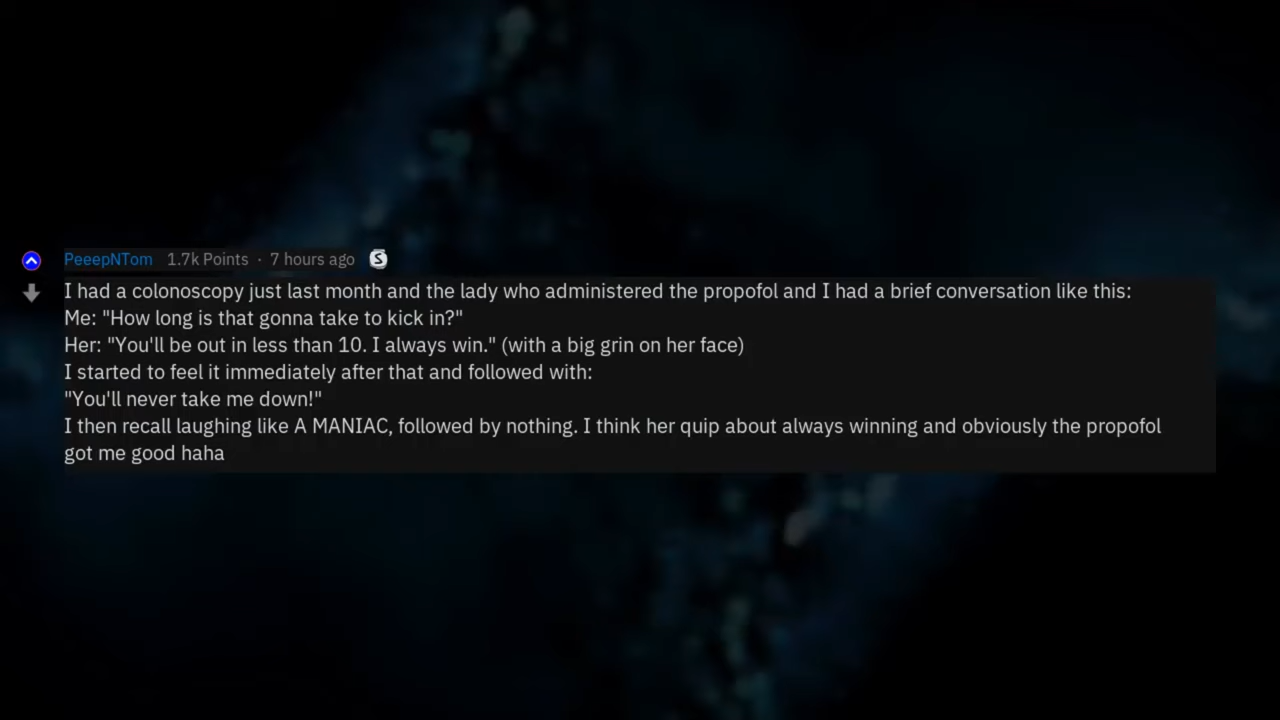 PeeepNTom 1.7k Points · 7 hours ago S
I had a colonoscopy just last month and the lady who administered the propofol and I had a brief conversation like this:
Me: "How long is that gonna take to kick in?"
Her: "You'll be out in less than 10. I always win." (with a big grin on her face)
I started to feel it immediately after that and followed with:
"You'll never take me down!"
I then recall laughing like A MANIAC, followed by nothing. I think her quip about always winning and obviously the propofol
got me good haha